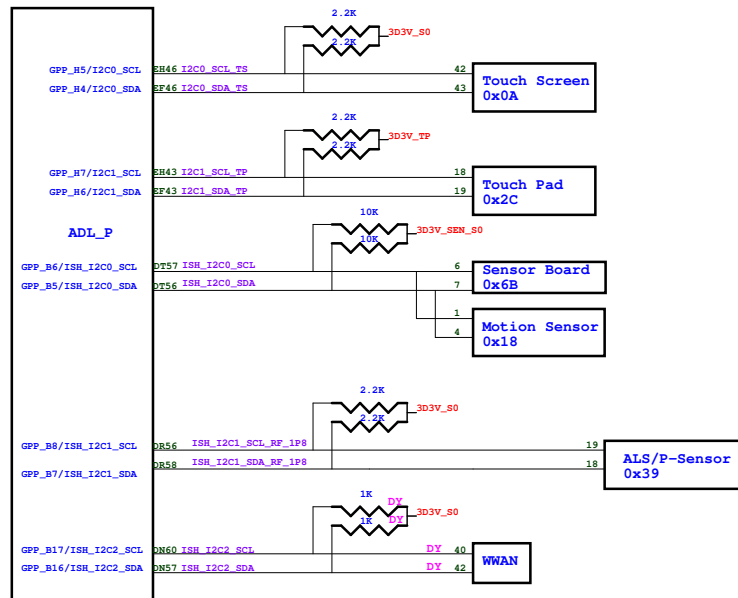 2.2K
3D3V_S0
2.2K
GPP_H5/I2C0_SCL EH46 I2C0_SCL_TS 42
GPP_H4/I2C0_SDA EF46 I2C0_SDA_TS 43
Touch Screen
0x0A
2.2K
3D3V_TP
2.2K
GPP_H7/I2C1_SCL EH43 I2C1_SCL_TP 18
GPP_H6/I2C1_SDA EF43 I2C1_SDA_TP 19
Touch Pad
0x2C
ADL_P
10K
3D3V_SEN_S0
10K
GPP_B6/ISH_I2C0_SCL DT57 ISH_I2C0_SCL 6
GPP_B5/ISH_I2C0_SDA DT56 ISH_I2C0_SDA 7
Sensor Board
0x6B
1
4
Motion Sensor
0x18
2.2K
3D3V_S0
2.2K
GPP_B8/ISH_I2C1_SCL DR56 ISH_I2C1_SCL_RF_1P8 19
GPP_B7/ISH_I2C1_SDA DR58 ISH_I2C1_SDA_RF_1P8 18
ALS/P-Sensor
0x39
1K DY
3D3V_S0
1K DY
GPP_B17/ISH_I2C2_SCL DN60 ISH_I2C2_SCL DY 40
GPP_B16/ISH_I2C2_SDA DN57 ISH_I2C2_SDA DY 42
WWAN